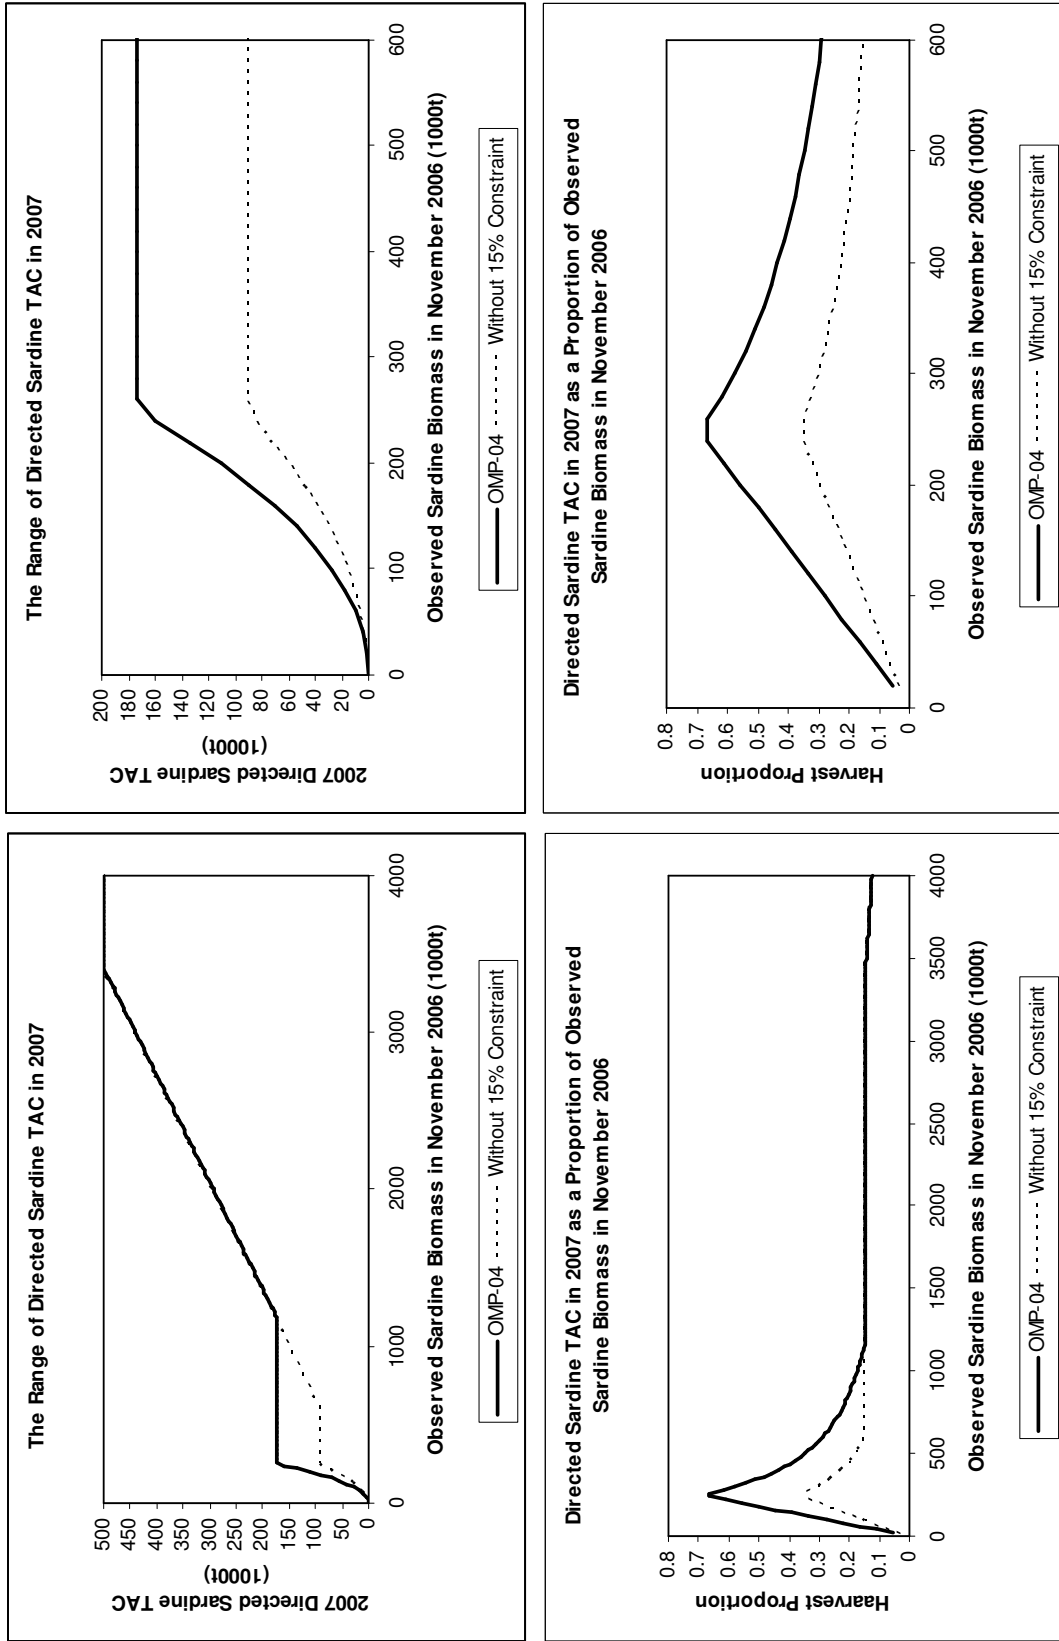 The Range of Directed Sardine TAC in 2007
2007 Directed Sardine TAC
(1000t)
500
450
400
350
300
250
200
150
100
50
0
0 1000 2000 3000 4000
Observed Sardine Biomass in November 2006 (1000t)
OMP-04 Without 15% Constraint
The Range of Directed Sardine TAC in 2007
2007 Directed Sardine TAC
(1000t)
200
180
160
140
120
100
80
60
40
20
0
0 100 200 300 400 500 600
Observed Sardine Biomass in November 2006 (1000t)
OMP-04 Without 15% Constraint
Directed Sardine TAC in 2007 as a Proportion of Observed
Sardine Biomass in November 2006
Haarvest Proportion
0.8
0.7
0.6
0.5
0.4
0.3
0.2
0.1
0
0 500 1000 1500 2000 2500 3000 3500 4000
Observed Sardine Biomass in November 2006 (1000t)
OMP-04 Without 15% Constraint
Directed Sardine TAC in 2007 as a Proportion of Observed
Sardine Biomass in November 2006
Harvest Proportion
0.8
0.7
0.6
0.5
0.4
0.3
0.2
0.1
0
0 100 200 300 400 500 600
Observed Sardine Biomass in November 2006 (1000t)
OMP-04 Without 15% Constraint